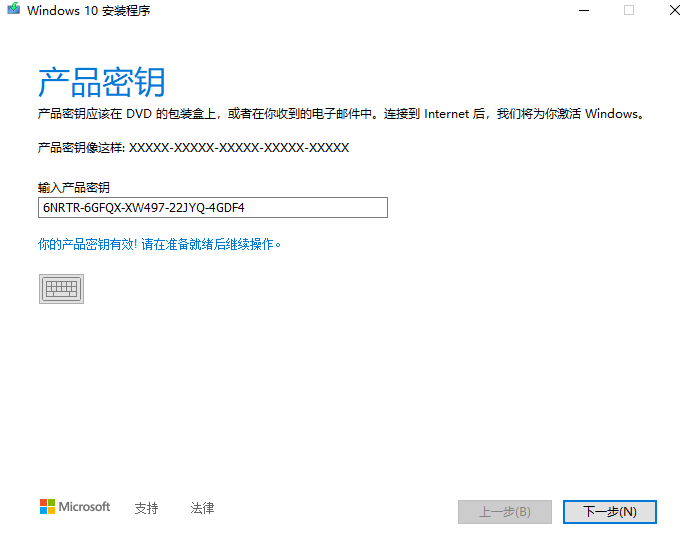 Windows 10 安装程序
产品密钥
产品密钥应该在 DVD 的包装盒上，或者在你收到的电子邮件中。连接到 Internet 后，我们将为你激活 Windows。
产品密钥像这样: XXXXX-XXXXX-XXXXX-XXXXX-XXXXX
输入产品密钥
6NRTR-6GFQX-XW497-22JYQ-4GDF4
你的产品密钥有效! 请在准备就绪后继续操作。
Microsoft 支持 法律 上一步(B) 下一步(N)